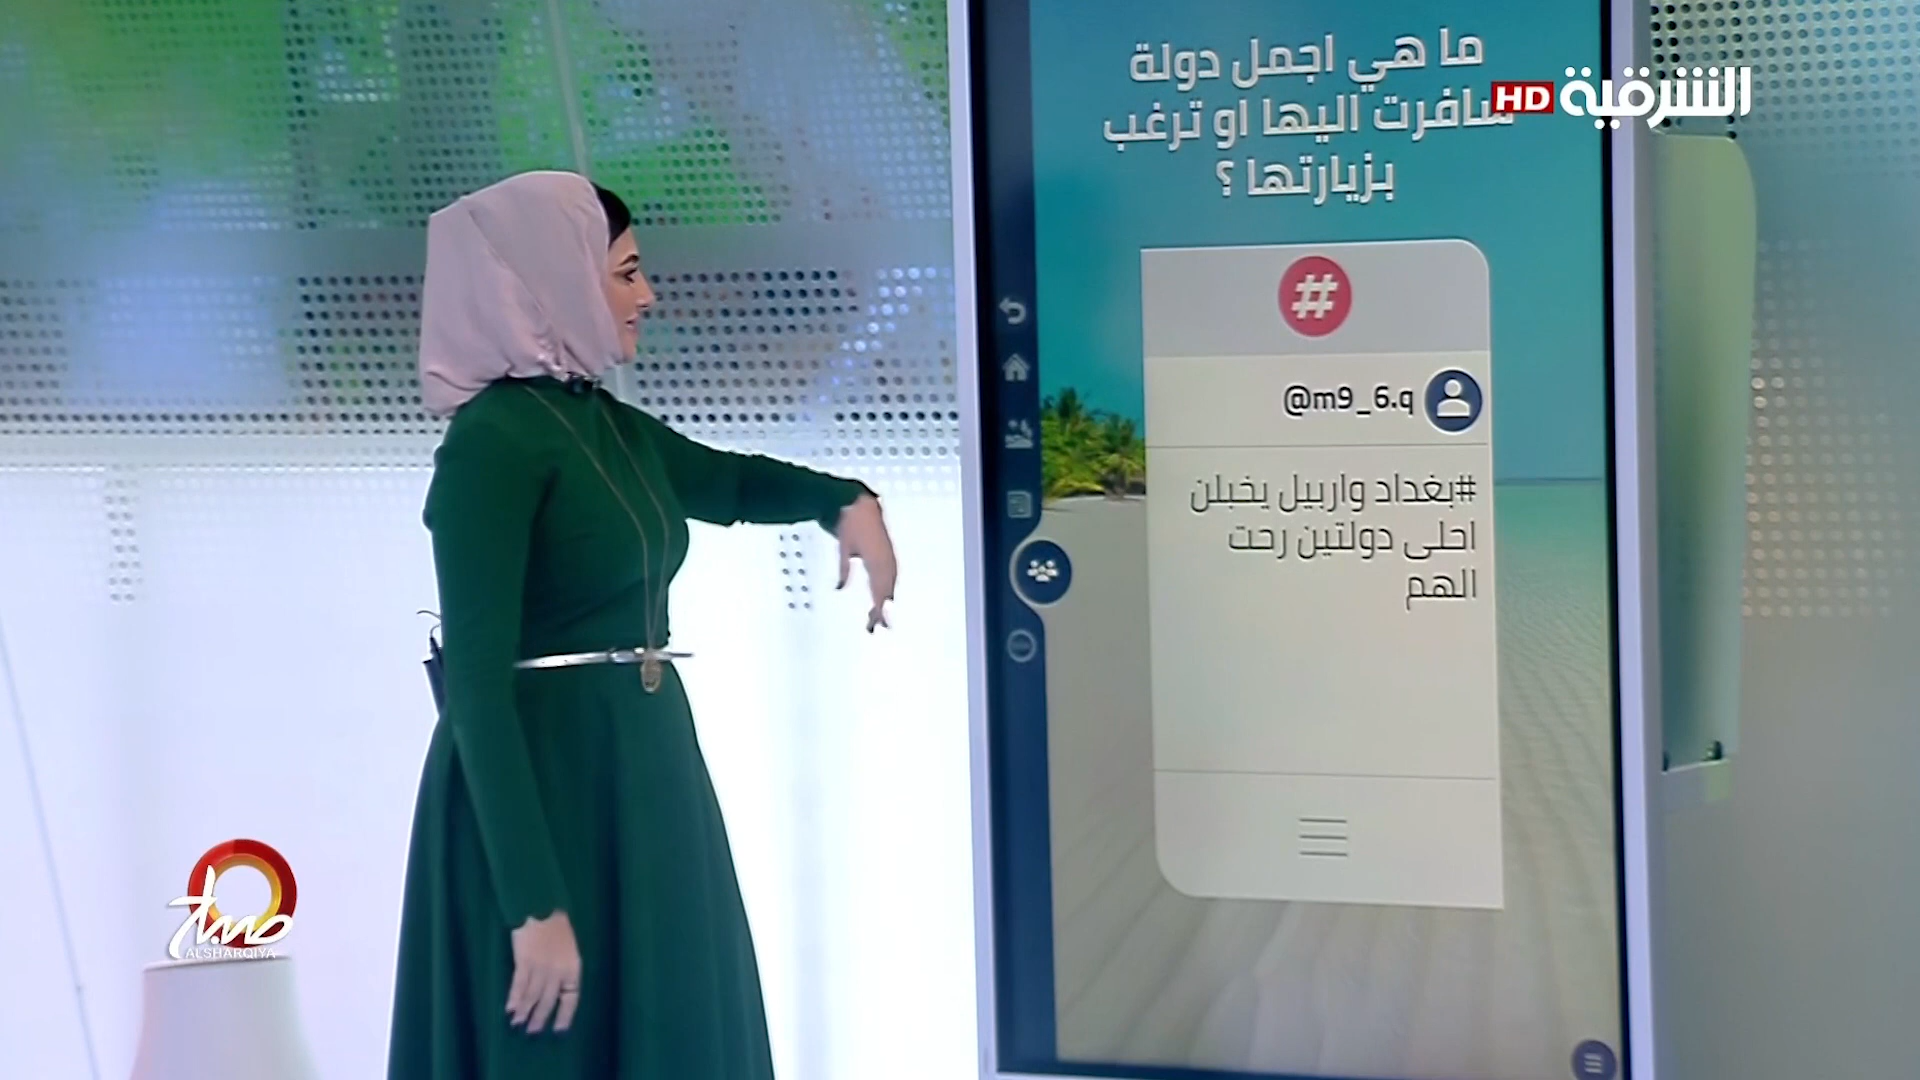 ما هي اجمل دولة
سافرت اليها او ترغب
بزيارتها ؟
HD الشرقية
#
@m9_6.q
#بغداد واربيل يخبلن
احلى دولتين رحت
الهم
ALSHARQIYA